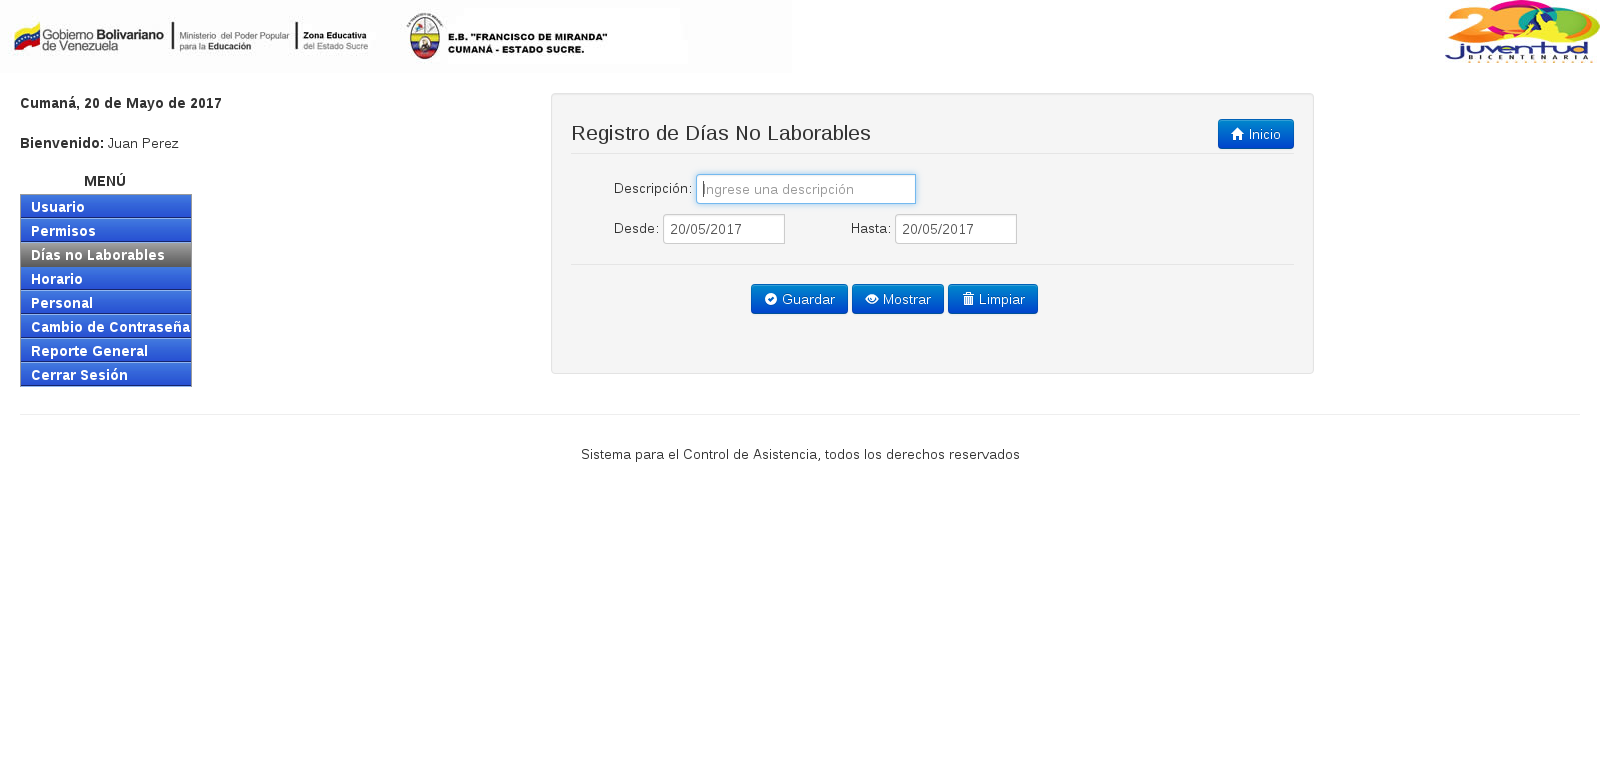 Gobierno Bolivariano
de Venezuela
Ministerio del Poder Popular
para la Educación
Zona Educativa
del Estado Sucre
E.B. "FRANCISCO DE MIRANDA"
CUMANÁ - ESTADO SUCRE.
200
juventud
BICENTENARIA
Cumaná, 20 de Mayo de 2017
Bienvenido: Juan Perez
MENÚ
Usuario
Permisos
Días no Laborables
Horario
Personal
Cambio de Contraseña
Reporte General
Cerrar Sesión
Registro de Días No Laborables
Inicio
Descripción: Ingrese una descripción
Desde: 20/05/2017 Hasta: 20/05/2017
Guardar Mostrar Limpiar
Sistema para el Control de Asistencia, todos los derechos reservados